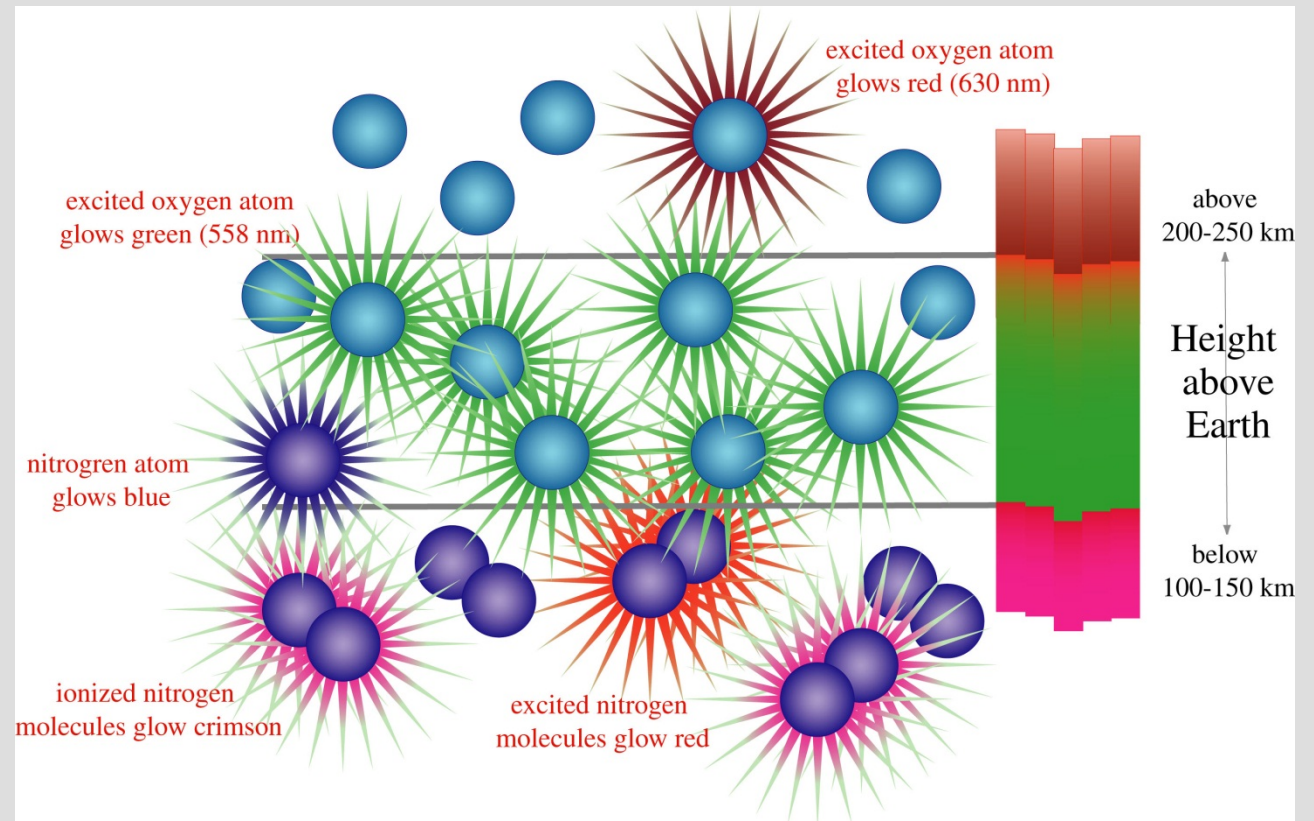 excited oxygen atom
glows red (630 nm)
excited oxygen atom
glows green (558 nm)
above
200-250 km
Height
above
Earth
nitrogren atom
glows blue
below
100-150 km
ionized nitrogen
molecules glow crimson
excited nitrogen
molecules glow red